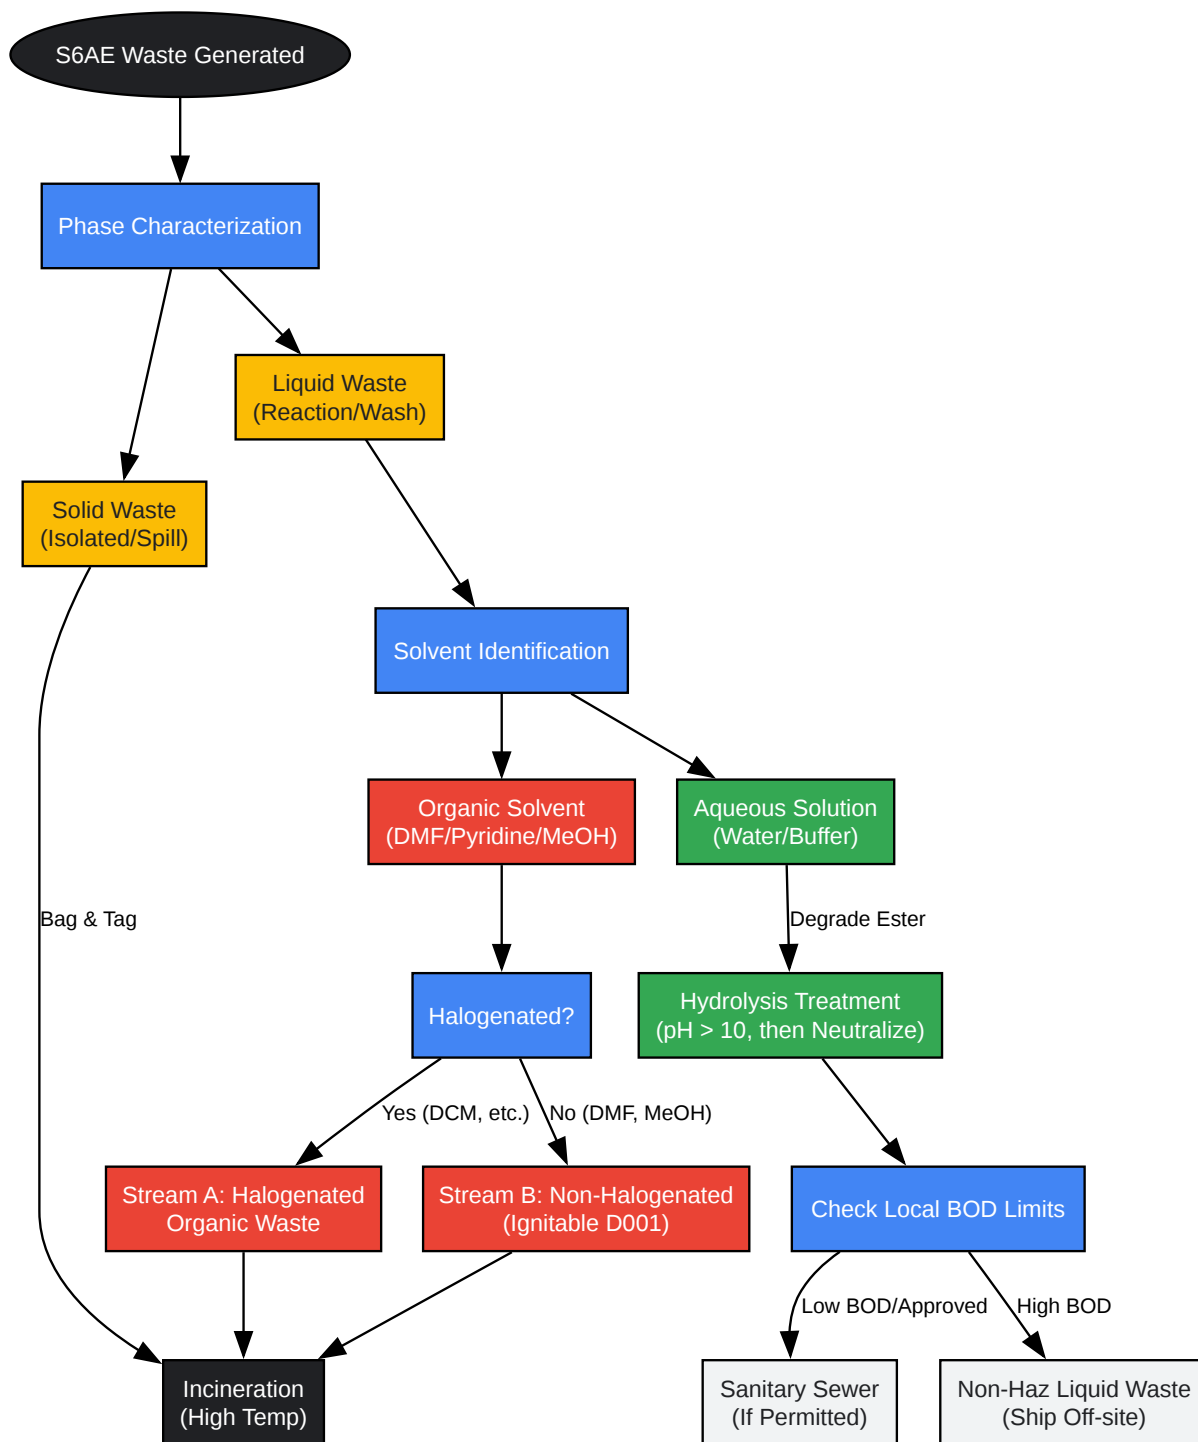 S6AE Waste Generated
Phase Characterization
Liquid Waste
(Reaction/Wash)
Solid Waste
(Isolated/Spill)
Solvent Identification
Organic Solvent
(DMF/Pyridine/MeOH)
Aqueous Solution
(Water/Buffer)
Bag & Tag
Degrade Ester
Halogenated?
Hydrolysis Treatment
(pH > 10, then Neutralize)
Yes (DCM, etc.)
No (DMF, MeOH)
Stream A: Halogenated
Organic Waste
Stream B: Non-Halogenated
(Ignitable D001)
Check Local BOD Limits
Low BOD/Approved
High BOD
Incineration
(High Temp)
Sanitary Sewer
(If Permitted)
Non-Haz Liquid Waste
(Ship Off-site)